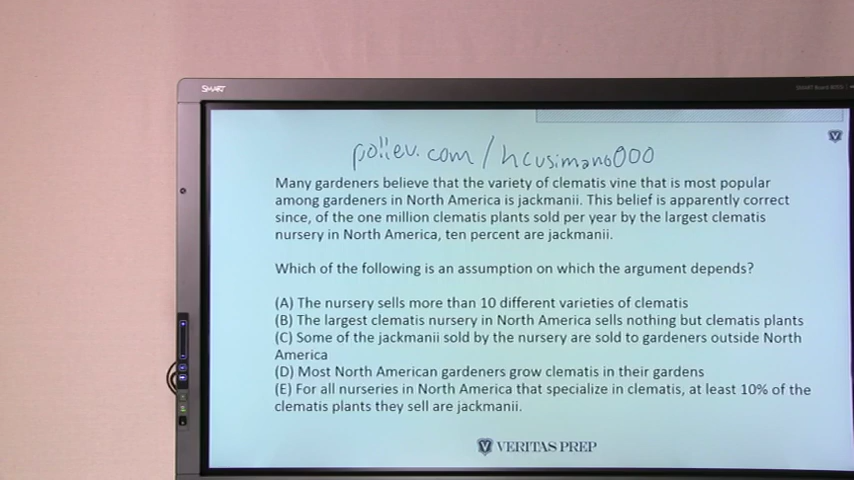 SMART
pollev.com/hcusimano000
Many gardeners believe that the variety of clematis vine that is most popular
among gardeners in North America is jackmanii. This belief is apparently correct
since, of the one million clematis plants sold per year by the largest clematis
nursery in North America, ten percent are jackmanii.
Which of the following is an assumption on which the argument depends?
(A) The nursery sells more than 10 different varieties of clematis
(B) The largest clematis nursery in North America sells nothing but clematis plants
(C) Some of the jackmanii sold by the nursery are sold to gardeners outside North
America
(D) Most North American gardeners grow clematis in their gardens
(E) For all nurseries in North America that specialize in clematis, at least 10% of the
clematis plants they sell are jackmanii.
V VERITAS PREP